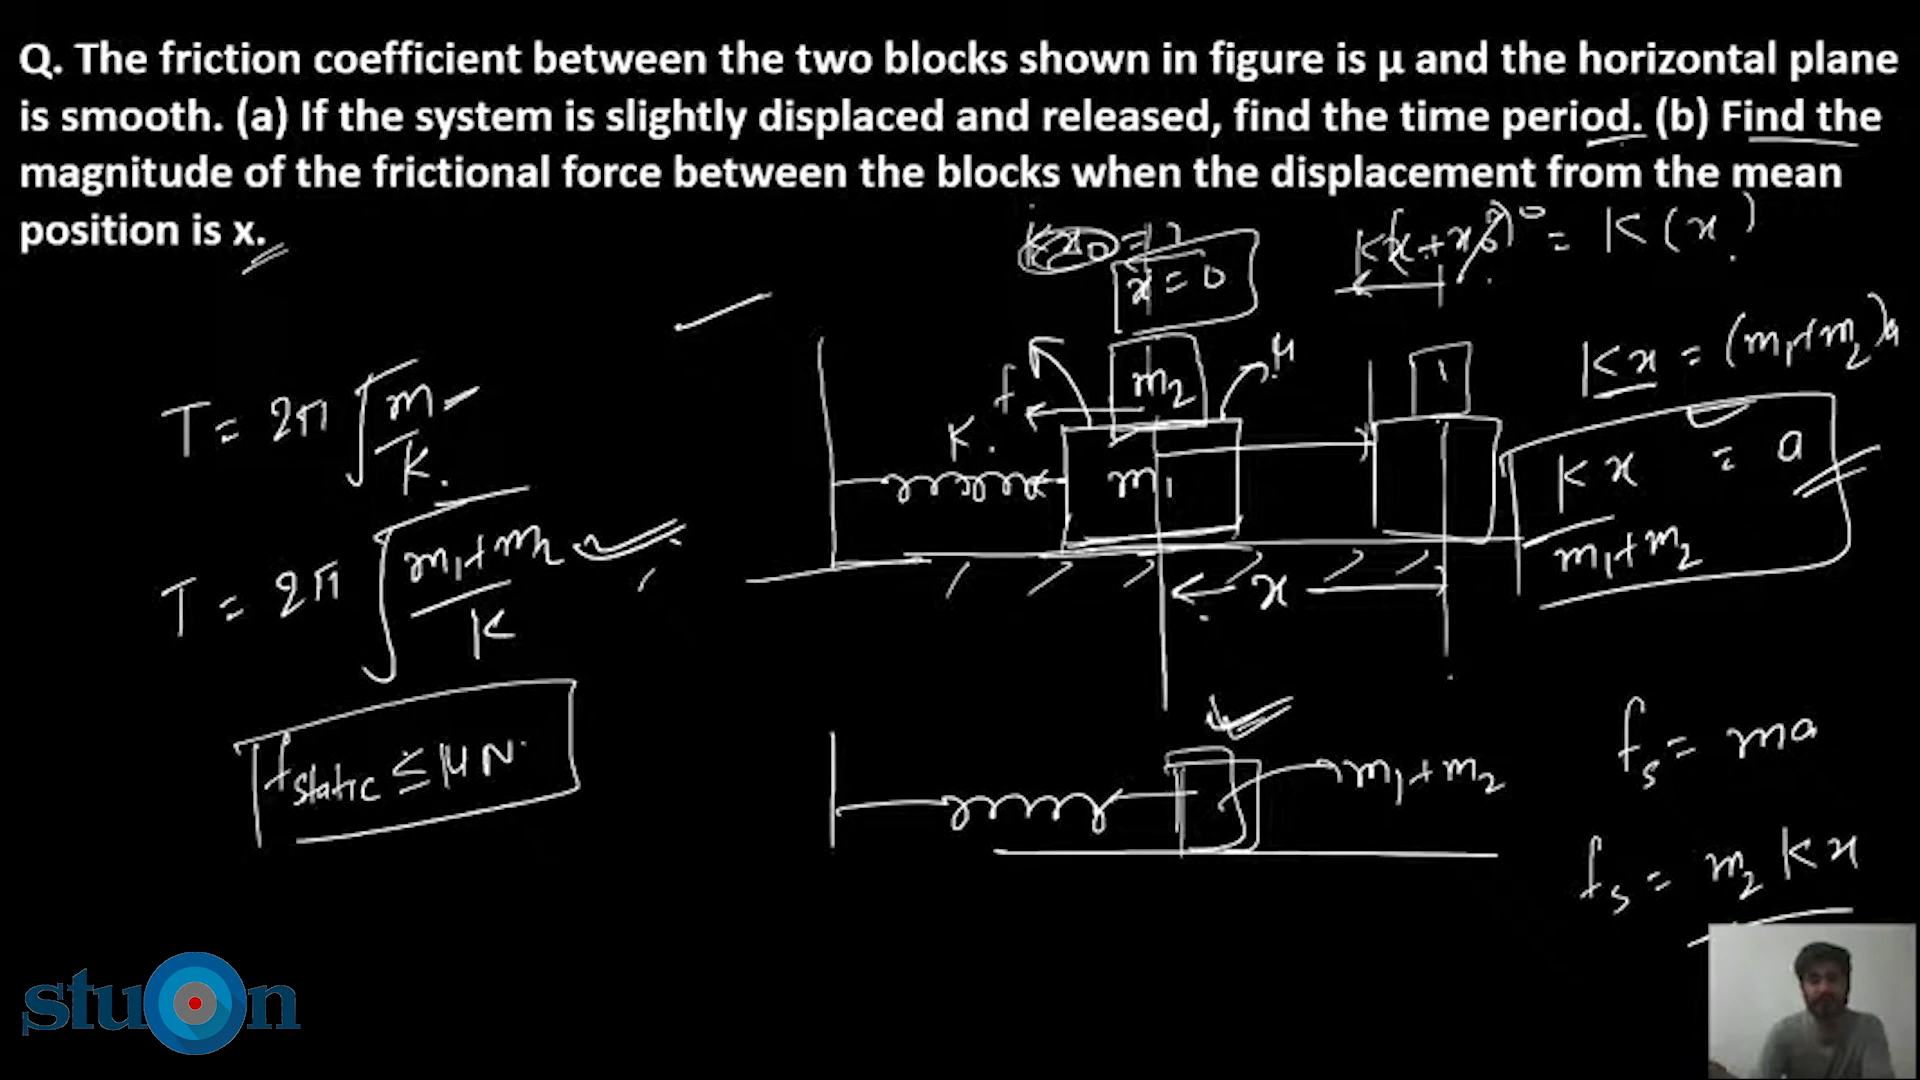 Q. The friction coefficient between the two blocks shown in figure is μ and the horizontal plane
is smooth. (a) If the system is slightly displaced and released, find the time period. (b) Find the
magnitude of the frictional force between the blocks when the displacement from the mean
position is x.
K(x+x0)0 = K(x)
x = 0
Kx = (m1+m2)a
T = 2π √m/k.
f
m2
μ
K.
m1
Kx/m1+m2 = a
T = 2π √m1+m2/K
x
fstatic ≤ μN
m1+m2
fs = ma
fs = m2 Kx
stuon